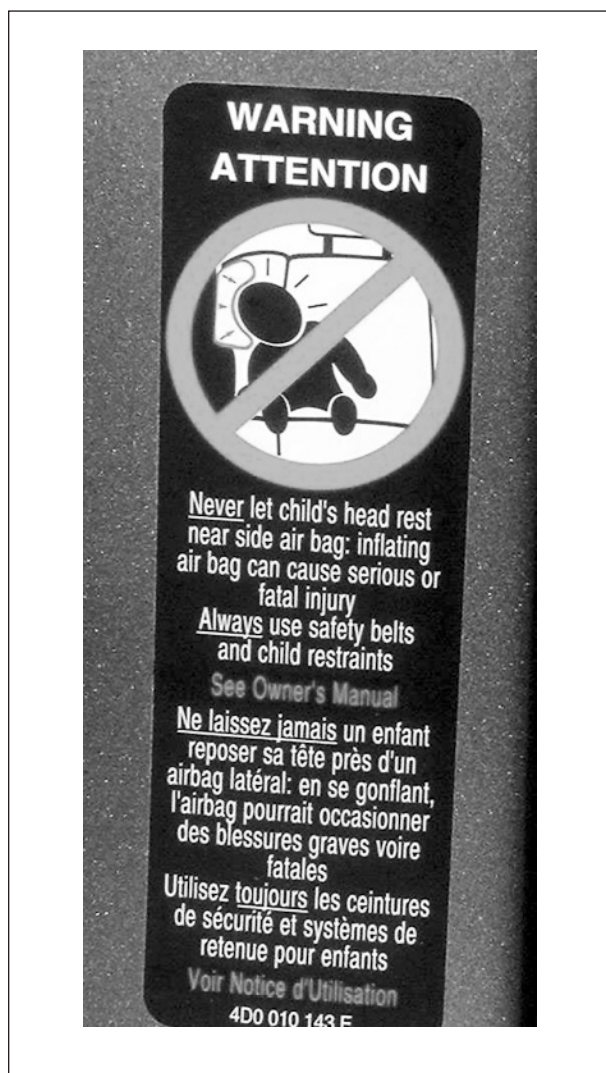 WARNING
ATTENTION
Never let child's head rest
near side air bag: inflating
air bag can cause serious or
fatal injury
Always use safety belts
and child restraints
See Owner's Manual
Ne laissez jamais un enfant
reposer sa tête près d'un
airbag latéral: en se gonflant,
l'airbag pourrait occasionner
des blessures graves voire
fatales
Utilisez toujours les ceintures
de sécurité et systèmes de
retenue pour enfants
Voir Notice d'Utilisation
4D0 010 143 F